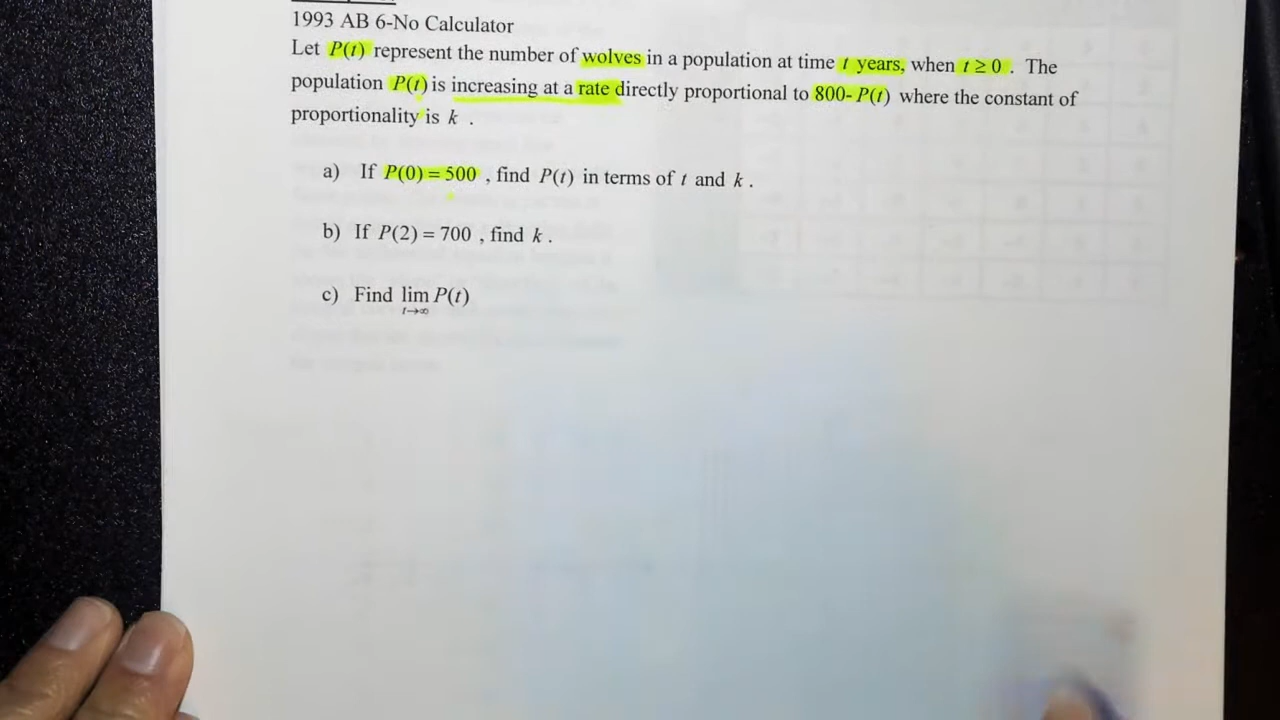 1993 AB 6-No Calculator
Let P(t) represent the number of wolves in a population at time t years, when t ≥ 0 . The
population P(t) is increasing at a rate directly proportional to 800- P(t) where the constant of
proportionality is k .
a) If P(0) = 500 , find P(t) in terms of t and k .
b) If P(2) = 700 , find k .
c) Find lim P(t)
t→∞